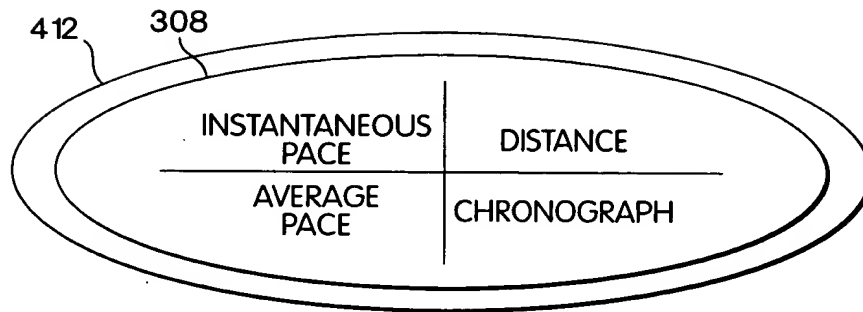 412
308
INSTANTANEOUS
PACE
DISTANCE
AVERAGE
PACE
CHRONOGRAPH